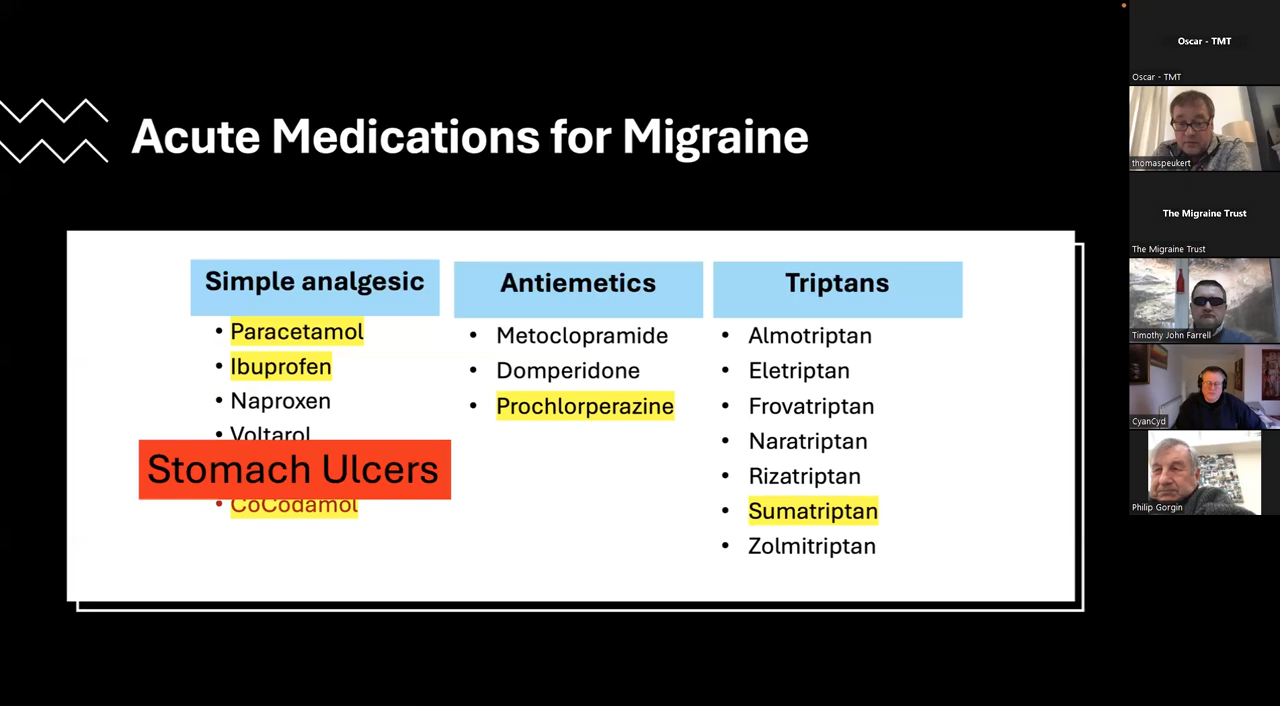 Acute Medications for Migraine
Simple analgesic
• Paracetamol
• Ibuprofen
• Naproxen
• Voltarol
Stomach Ulcers
• CoCodamol
Antiemetics
• Metoclopramide
• Domperidone
• Prochlorperazine
Triptans
• Almotriptan
• Eletriptan
• Frovatriptan
• Naratriptan
• Rizatriptan
• Sumatriptan
• Zolmitriptan
Oscar - TMT
Oscar - TMT
thomaspeukert
The Migraine Trust
The Migraine Trust
Timothy John Farrell
CyanCyd
Philip Gorgin